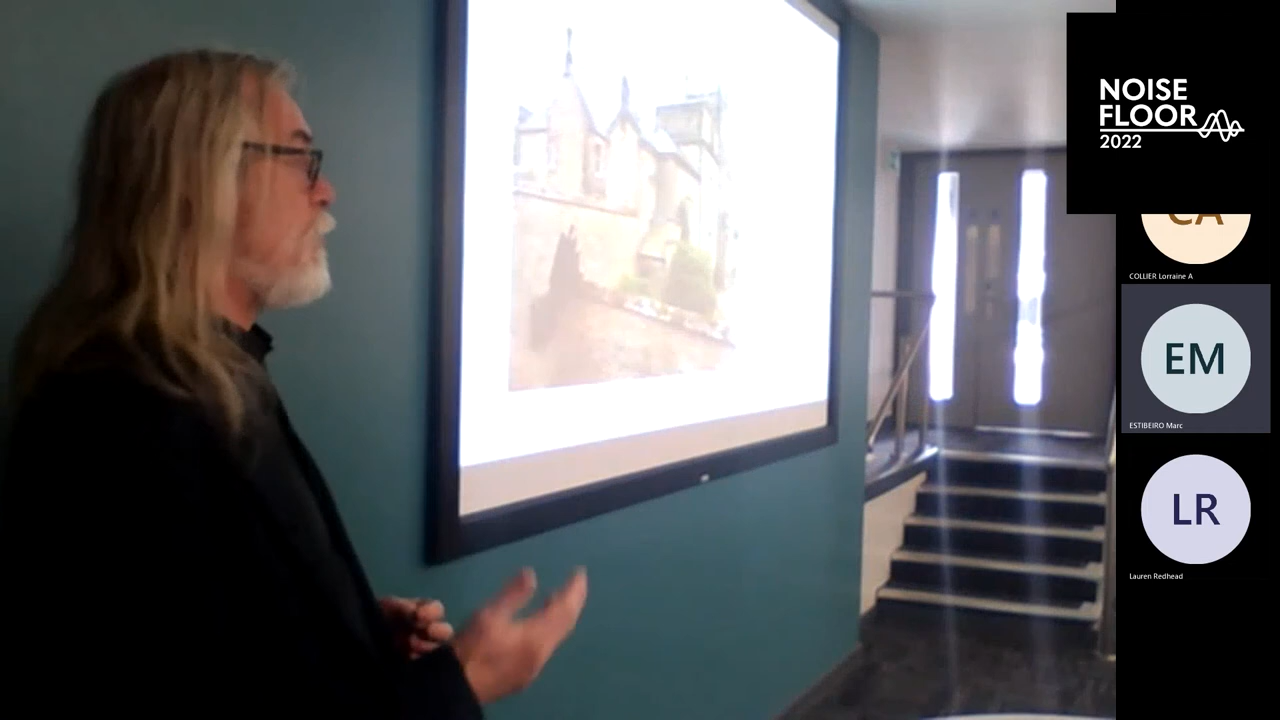 NOISE
FLOOR
2022
CA
COLLIER Lorraine A
EM
ESTIBEIRO Marc
LR
Lauren Redhead